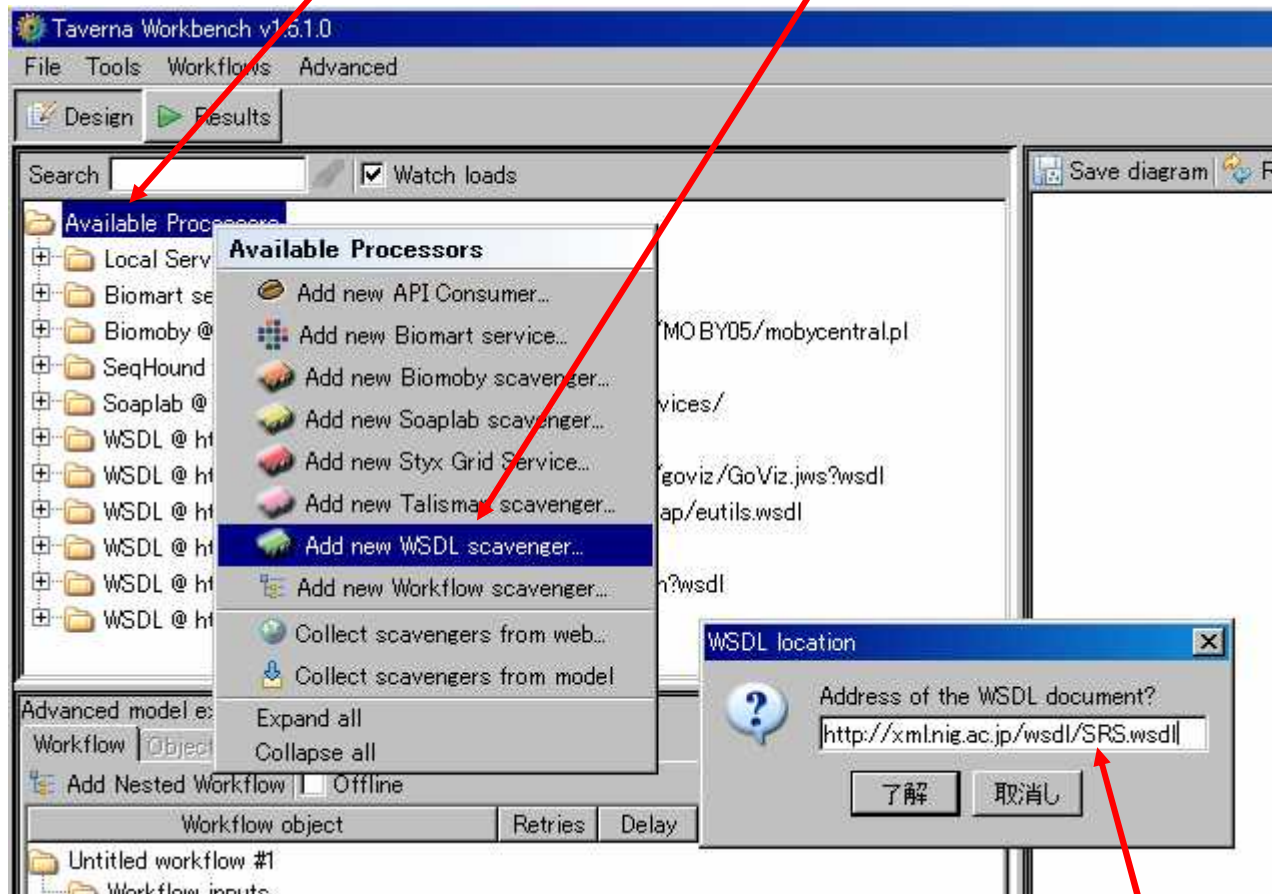 Taverna Workbench v1.5.1.0
File Tools Workflows Advanced
Design Results
Search Watch loads
Save diagram R
Available Processors
Local Serv
Biomart se
Biomoby @ /MOBY05/mobycentral.pl
SeqHound
Soaplab @ vices/
WSDL @ ht
WSDL @ ht /goviz/GoViz.jws?wsdl
WSDL @ ht ap/eutils.wsdl
WSDL @ ht
WSDL @ ht n?wsdl
WSDL @ ht
Available Processors
Add new API Consumer...
Add new Biomart service...
Add new Biomoby scavenger...
Add new Soaplab scavenger...
Add new Styx Grid Service...
Add new Talisman scavenger...
Add new WSDL scavenger...
Add new Workflow scavenger...
Collect scavengers from web...
Collect scavengers from model
Expand all
Collapse all
WSDL location
Address of the WSDL document?
http://xml.nig.ac.jp/wsdl/SRS.wsdl
了解 取消し
Advanced model e
Workflow Object
Add Nested Workflow Offline
Workflow object Retries Delay
Untitled workflow #1
Workflow inputs